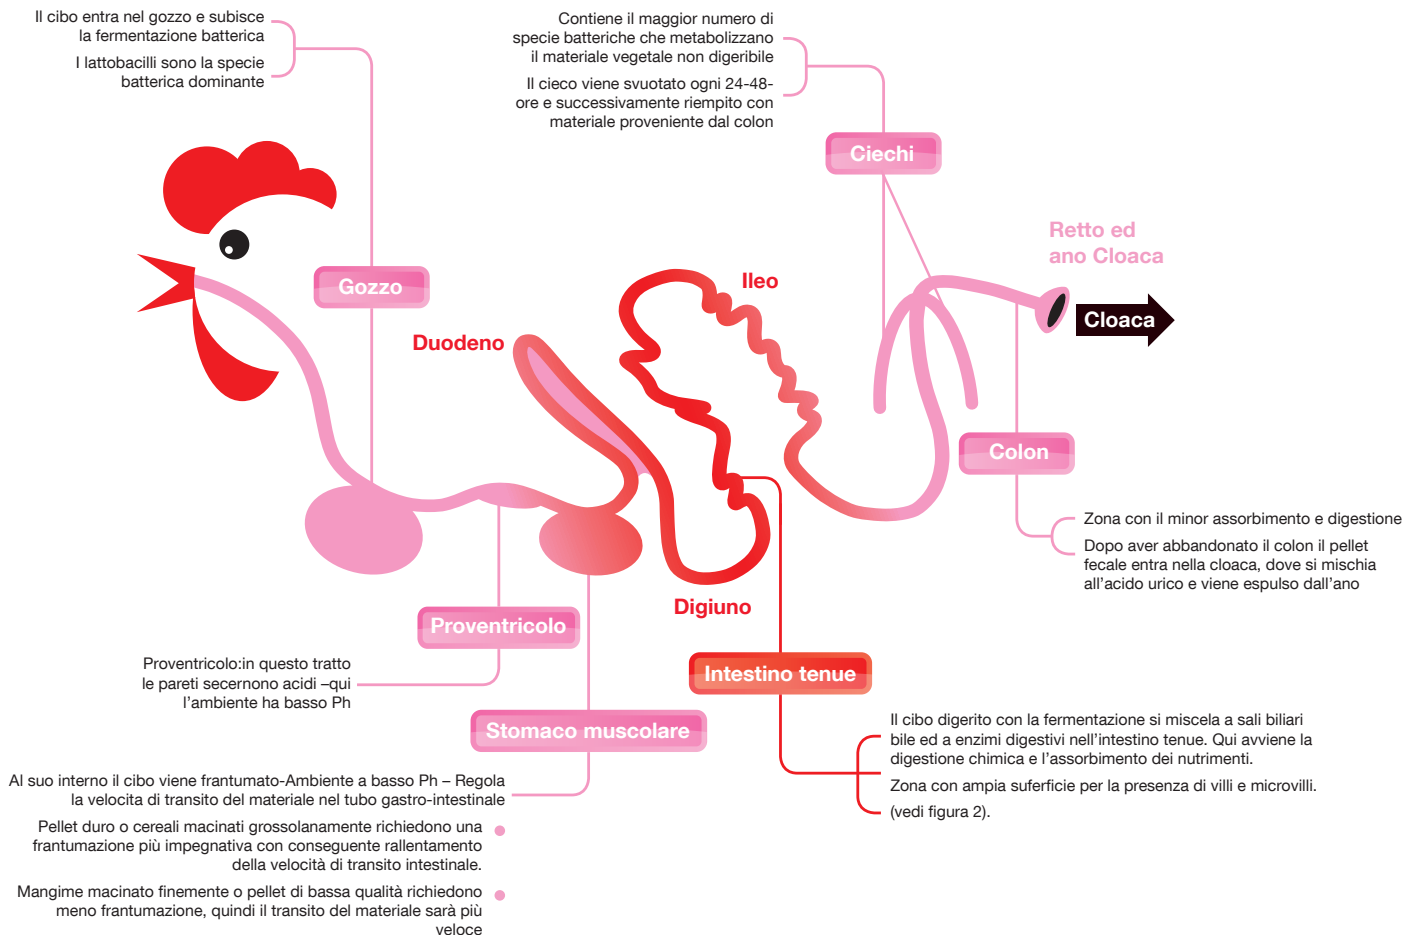 Il cibo entra nel gozzo e subisce
la fermentazione batterica
I lattobacilli sono la specie
batterica dominante
Contiene il maggior numero di
specie batteriche che metabolizzano
il materiale vegetale non digeribile
Il cieco viene svuotato ogni 24-48-
ore e successivamente riempito con
materiale proveniente dal colon
Ciechi
Retto ed
ano Cloaca
Cloaca
Gozzo
Ileo
Duodeno
Colon
Zona con il minor assorbimento e digestione
Dopo aver abbandonato il colon il pellet
fecale entra nella cloaca, dove si mischia
all'acido urico e viene espulso dall'ano
Digiuno
Proventricolo
Proventricolo:in questo tratto
le pareti secernono acidi –qui
l'ambiente ha basso Ph
Intestino tenue
Il cibo digerito con la fermentazione si miscela a sali biliari
bile ed a enzimi digestivi nell'intestino tenue. Qui avviene la
digestione chimica e l'assorbimento dei nutrimenti.
Zona con ampia suferficie per la presenza di villi e microvilli.
(vedi figura 2).
Stomaco muscolare
Al suo interno il cibo viene frantumato-Ambiente a basso Ph – Regola
la velocita di transito del materiale nel tubo gastro-intestinale
Pellet duro o cereali macinati grossolanamente richiedono una
frantumazione più impegnativa con conseguente rallentamento
della velocità di transito intestinale.
Mangime macinato finemente o pellet di bassa qualità richiedono
meno frantumazione, quindi il transito del materiale sarà più
veloce